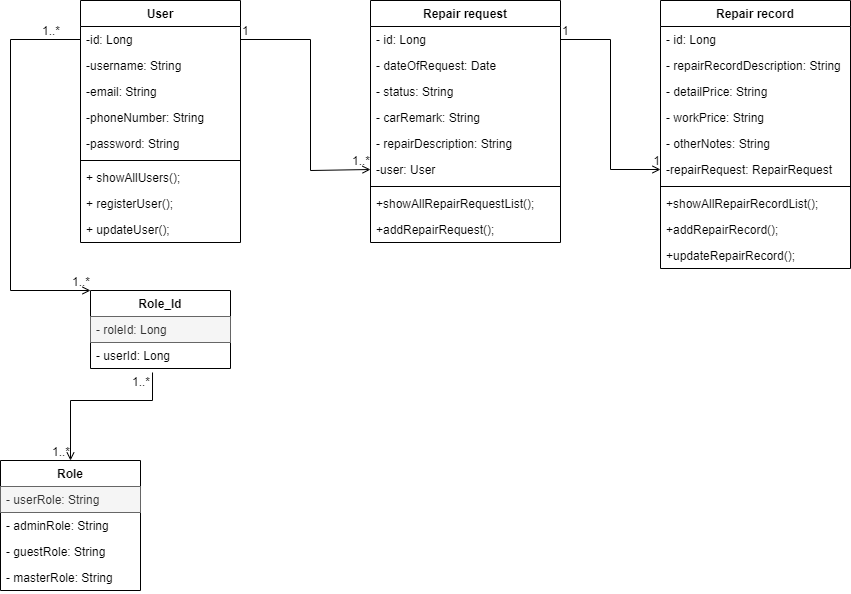 User
-id: Long
-username: String
-email: String
-phoneNumber: String
-password: String
+ showAllUsers();
+ registerUser();
+ updateUser();
1..*
1
1..*
Repair request
- id: Long
- dateOfRequest: Date
- status: String
- carRemark: String
- repairDescription: String
-user: User
+showAllRepairRequestList();
+addRepairRequest();
1
1
Repair record
- id: Long
- repairRecordDescription: String
- detailPrice: String
- workPrice: String
- otherNotes: String
-repairRequest: RepairRequest
+showAllRepairRecordList();
+addRepairRecord();
+updateRepairRecord();
1..*
Role_Id
- roleId: Long
- userId: Long
1..*
1..*
Role
- userRole: String
- adminRole: String
- guestRole: String
- masterRole: String